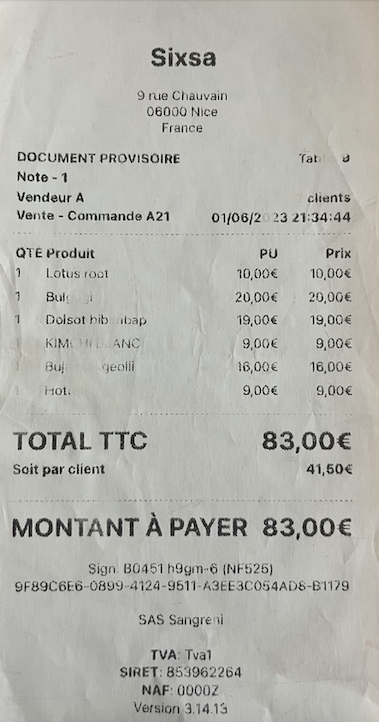 Sixsa
9 rue Chauvain
06000 Nice
France
DOCUMENT PROVISOIRE
Note - 1
Vendeur A clients
Vente - Commande A21 21:34:44
QTÉ Produit PU Prix
1 Lotus root 10,00€ 10,00€
1 20,00€ 20,00€
1 Dolsot 19,00€ 19,00€
9,00€ 9,00€
16,00€ 16,00€
9,00€ 9,00€
TOTAL TTC 83,00€
Soit par client 41,50€
MONTANT À PAYER 83,00€
Sign. B0451 h9gm-6 (NF525)
9F89C6E6-0899-4124-9511-A3EE3C054AD8-B1179
SAS
TVA: Tva1
SIRET: 853962264
NAF: 0000Z
Version 3.14.13